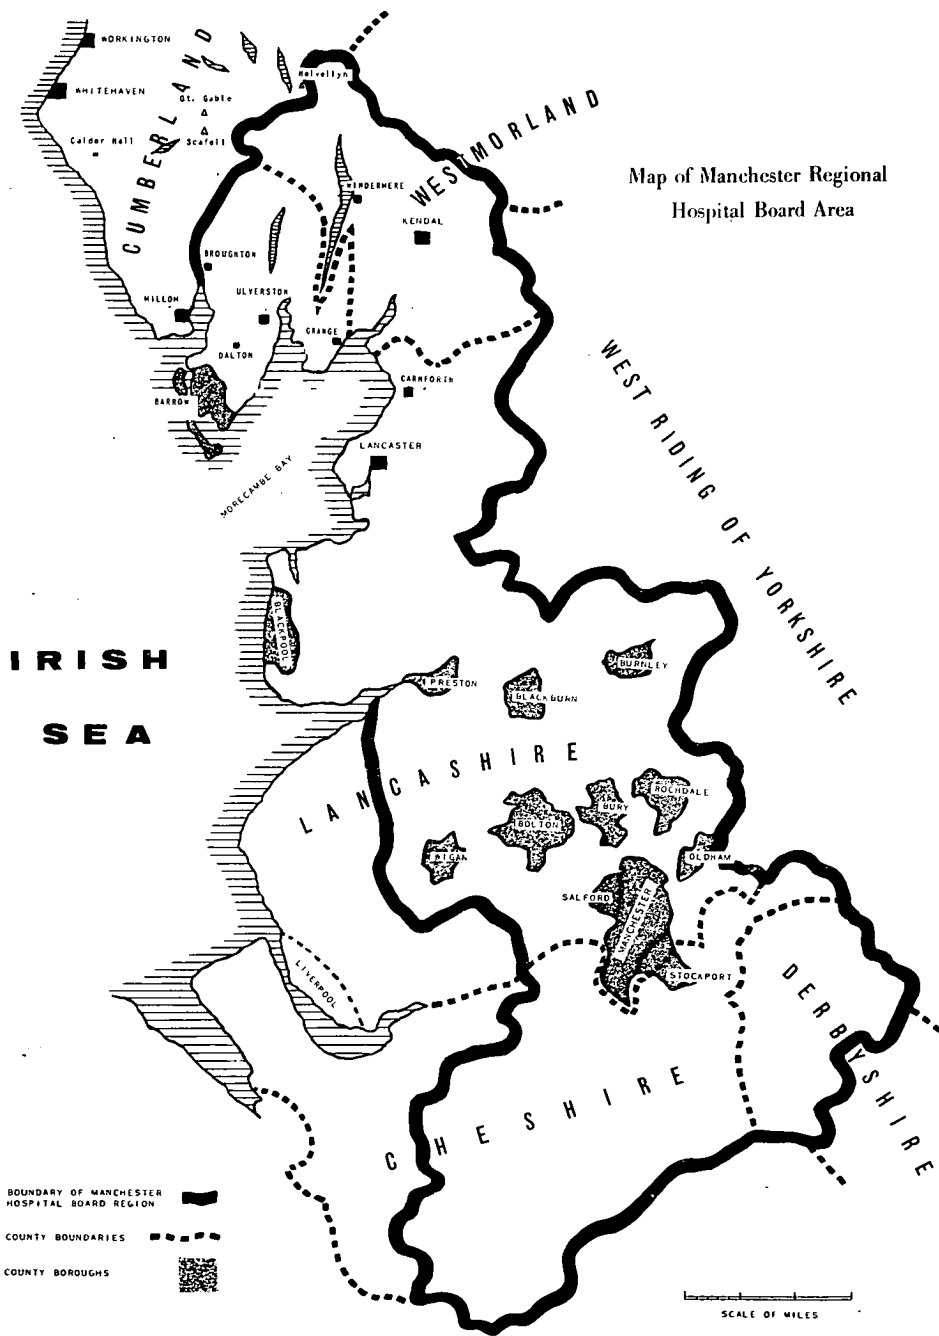 WORKINGTON
CUMBERLAND
Helvellyn
WHITEHAVEN
Gt. Gable
Calder Hall
Scafell
WESTMORLAND
Map of Manchester Regional
Hospital Board Area
WINDERMERE
KENDAL
BROUGHTON
ULVERSTON
MILLOM
GRANGE
DALTON
WEST RIDING OF YORKSHIRE
CARNFORTH
BARROW
LANCASTER
MORECAMBE BAY
BLACKPOOL
IRISH
SEA
BURNLEY
PRESTON
BLACKBURN
LANCASHIRE
ROCHDALE
BURY
BOLTON
WIGAN
OLDHAM
SALFORD
MANCHESTER
STOCKPORT
LIVERPOOL
DERBYSHIRE
CHESHIRE
BOUNDARY OF MANCHESTER
HOSPITAL BOARD REGION
COUNTY BOUNDARIES
COUNTY BOROUGHS
SCALE OF MILES